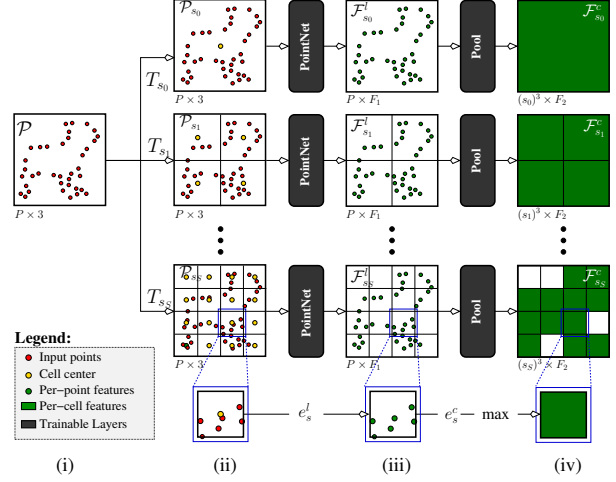 𝒫
P × 3
T_{s_0}
𝒫_{s_0}
P × 3
PointNet
ℱ^l_{s_0}
P × F_1
Pool
ℱ^c_{s_0}
(s_0)^3 × F_2
T_{s_1}
𝒫_{s_1}
P × 3
PointNet
ℱ^l_{s_1}
P × F_1
Pool
ℱ^c_{s_1}
(s_1)^3 × F_2
T_{s_S}
𝒫_{s_S}
P × 3
PointNet
ℱ^l_{s_S}
P × F_1
Pool
ℱ^c_{s_S}
(s_S)^3 × F_2
Legend:
Input points
Cell center
Per-point features
Per-cell features
Trainable Layers
e^l_s
e^c_s
max
(i)
(ii)
(iii)
(iv)